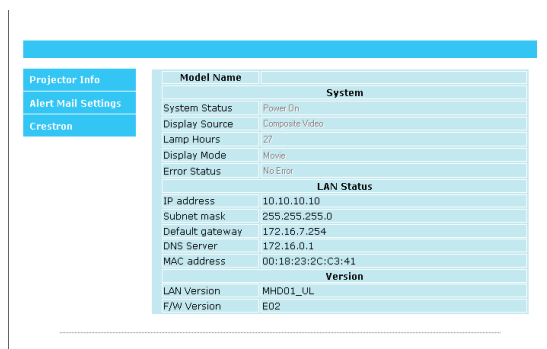 Projector Info
Alert Mail Settings
Crestron
Model Name
System
System Status Power On
Display Source Composite Video
Lamp Hours 27
Display Mode Movie
Error Status No Error
LAN Status
IP address 10.10.10.10
Subnet mask 255.255.255.0
Default gateway 172.16.7.254
DNS Server 172.16.0.1
MAC address 00:18:23:2C:C3:41
Version
LAN Version MHD01_UL
F/W Version E02